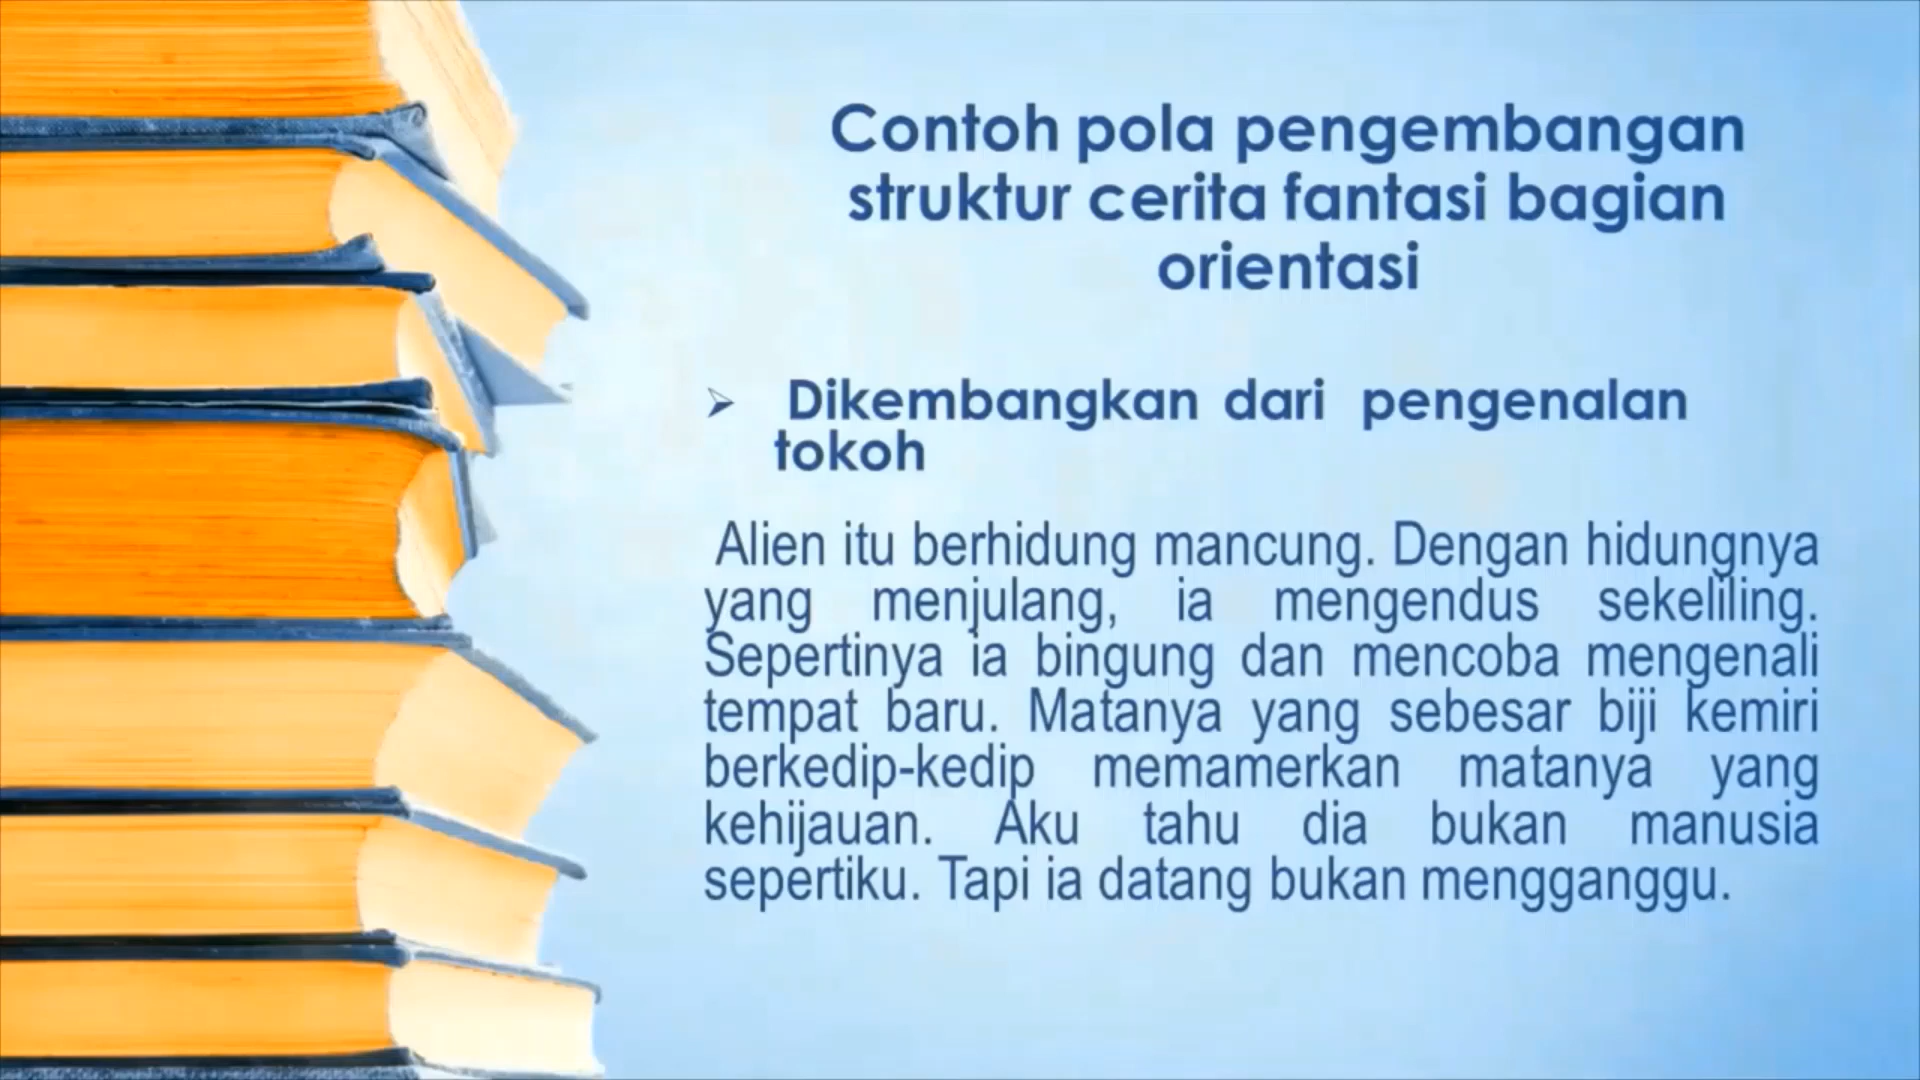 Contoh pola pengembangan
struktur cerita fantasi bagian
orientasi
➢ Dikembangkan dari pengenalan
tokoh
Alien itu berhidung mancung. Dengan hidungnya
yang menjulang, ia mengendus sekeliling.
Sepertinya ia bingung dan mencoba mengenali
tempat baru. Matanya yang sebesar biji kemiri
berkedip-kedip memamerkan matanya yang
kehijauan. Aku tahu dia bukan manusia
sepertiku. Tapi ia datang bukan mengganggu.